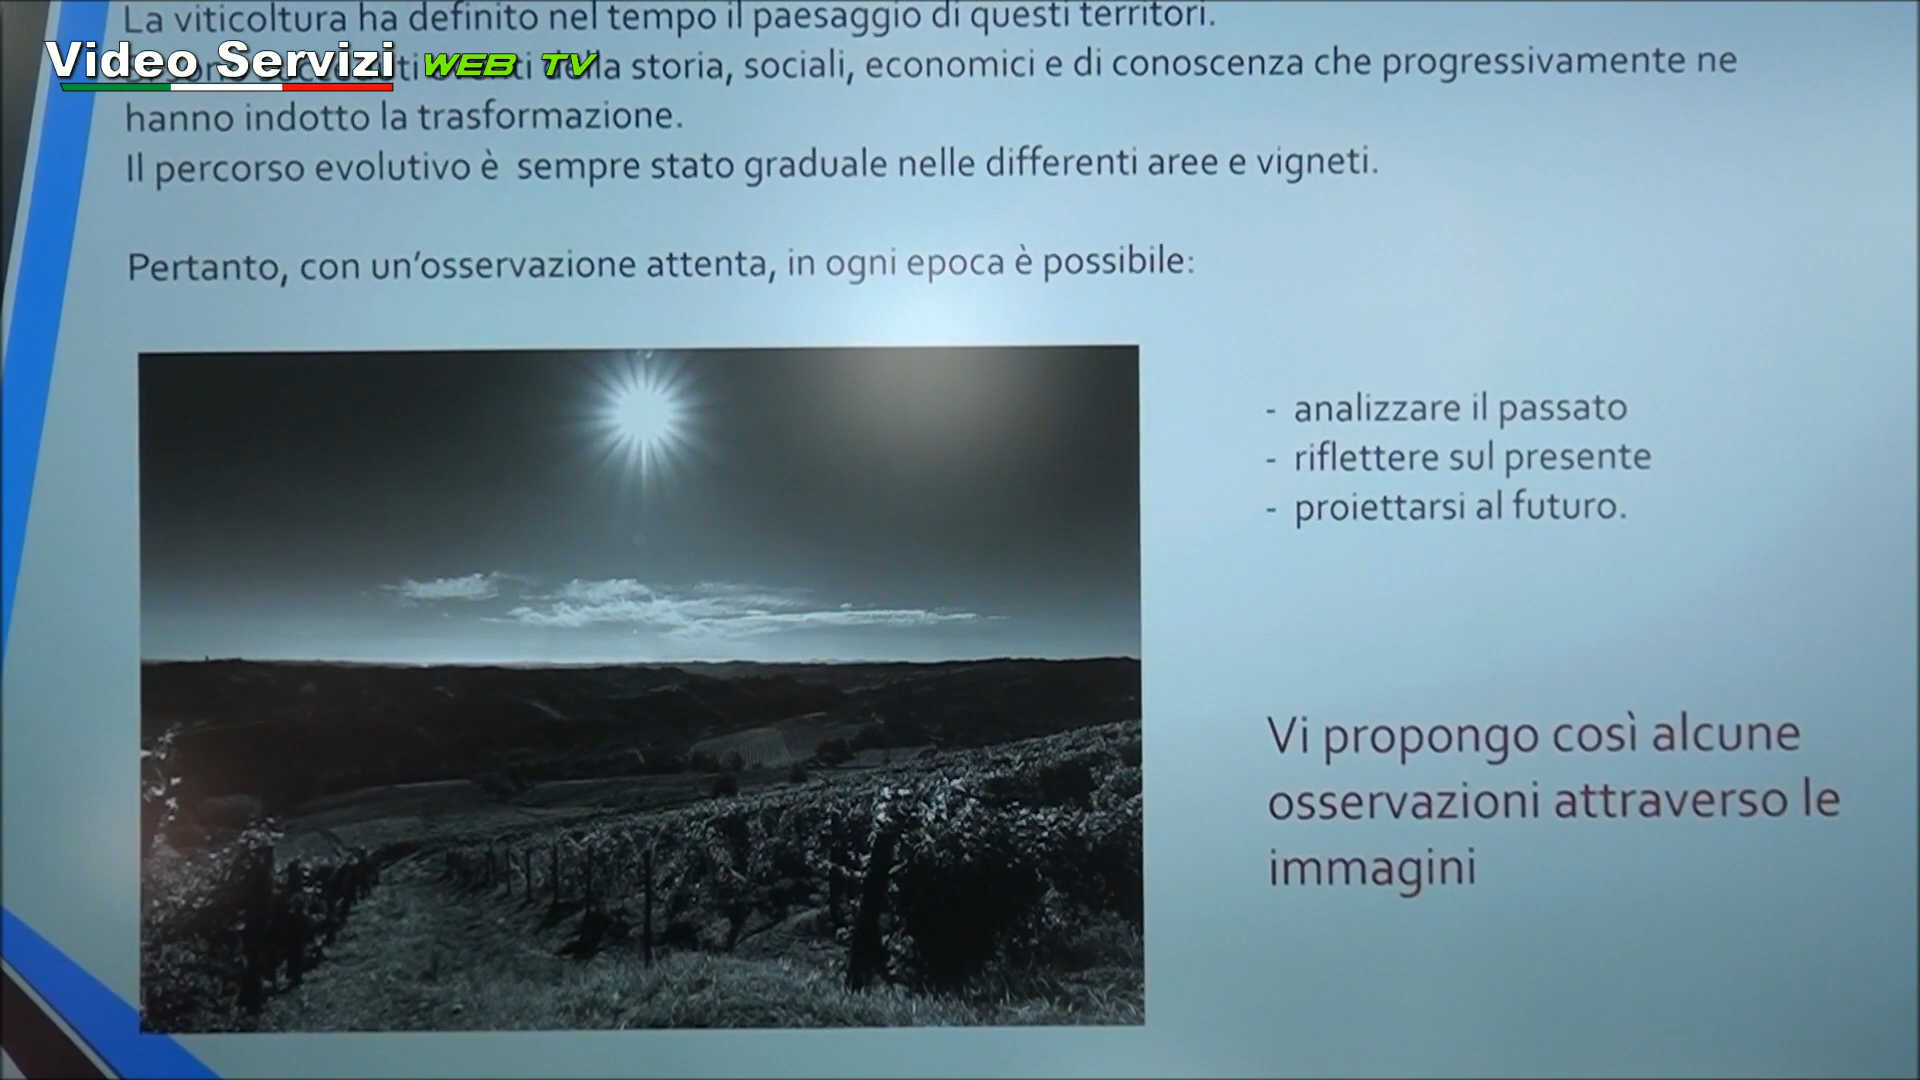 La viticoltura ha definito nel tempo il paesaggio di questi territori.
Video Servizi WEB TV
della storia, sociali, economici e di conoscenza che progressivamente ne
hanno indotto la trasformazione.
Il percorso evolutivo è sempre stato graduale nelle differenti aree e vigneti.
Pertanto, con un'osservazione attenta, in ogni epoca è possibile:
- analizzare il passato
- riflettere sul presente
- proiettarsi al futuro.
Vi propongo così alcune
osservazioni attraverso le
immagini